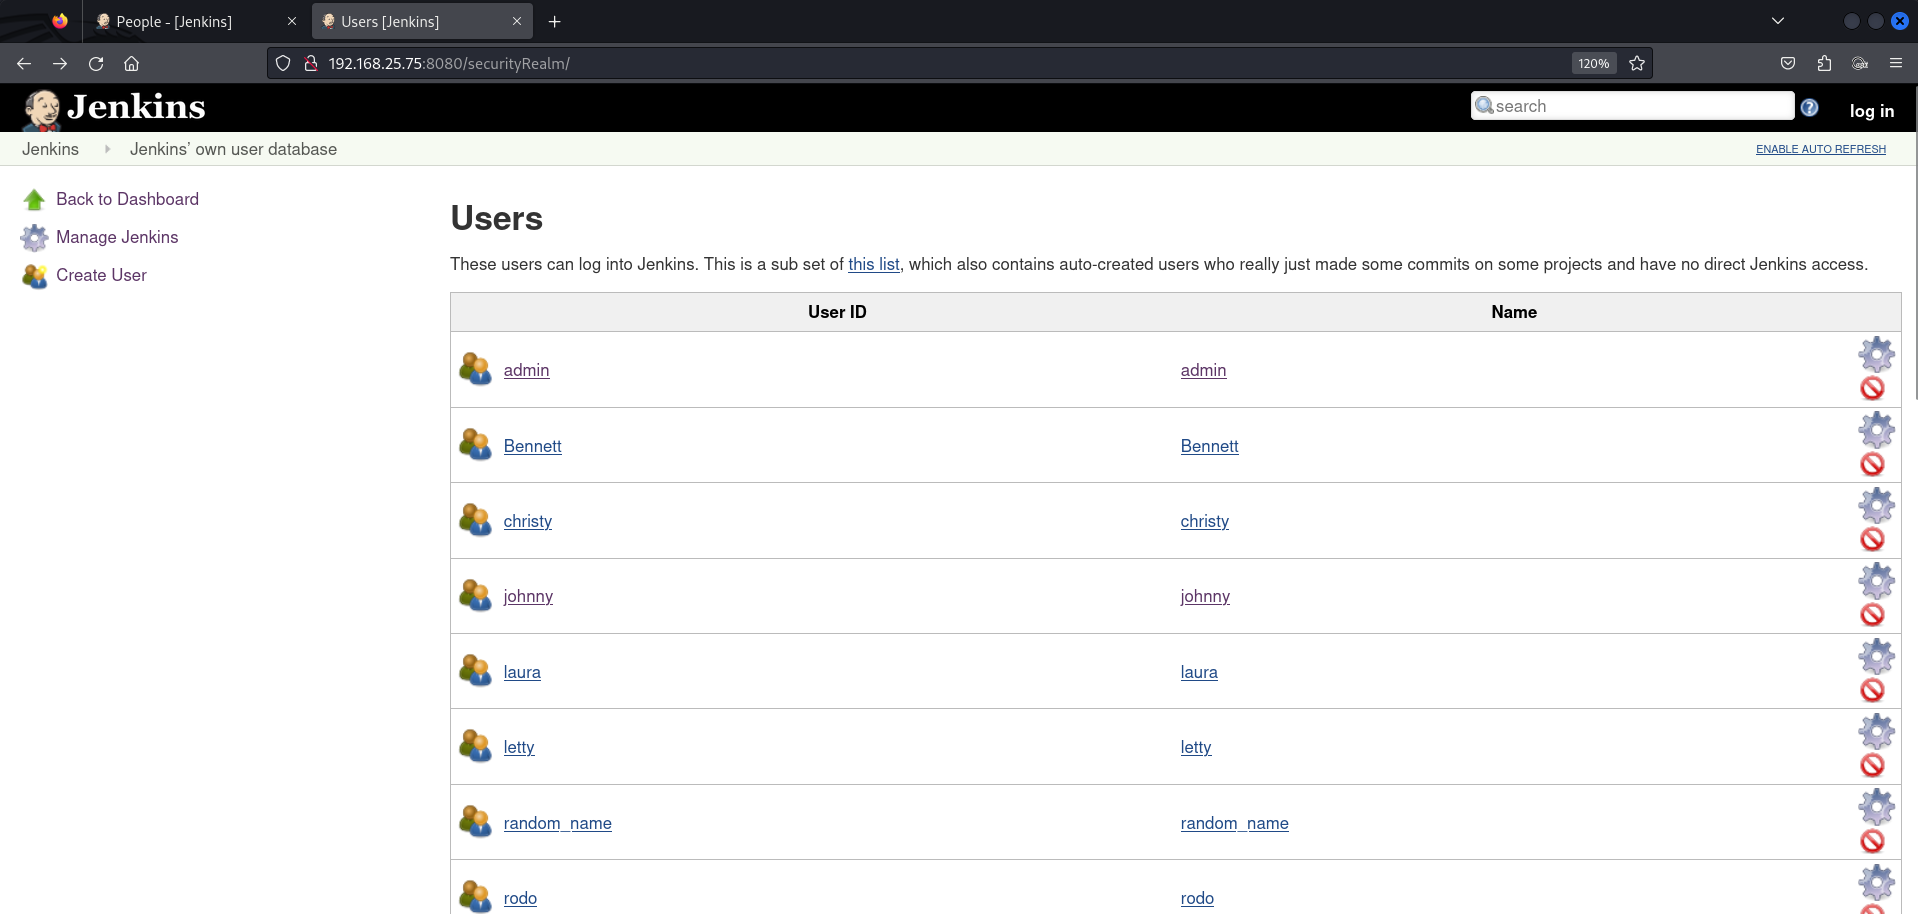 People - [Jenkins]
Users [Jenkins]
192.168.25.75:8080/securityRealm/
120%
Jenkins
search
log in
Jenkins
Jenkins’ own user database
ENABLE AUTO REFRESH
Back to Dashboard
Manage Jenkins
Create User
Users
These users can log into Jenkins. This is a sub set of this list, which also contains auto-created users who really just made some commits on some projects and have no direct Jenkins access.
User ID Name
admin admin
Bennett Bennett
christy christy
johnny johnny
laura laura
letty letty
random_name random_name
rodo rodo